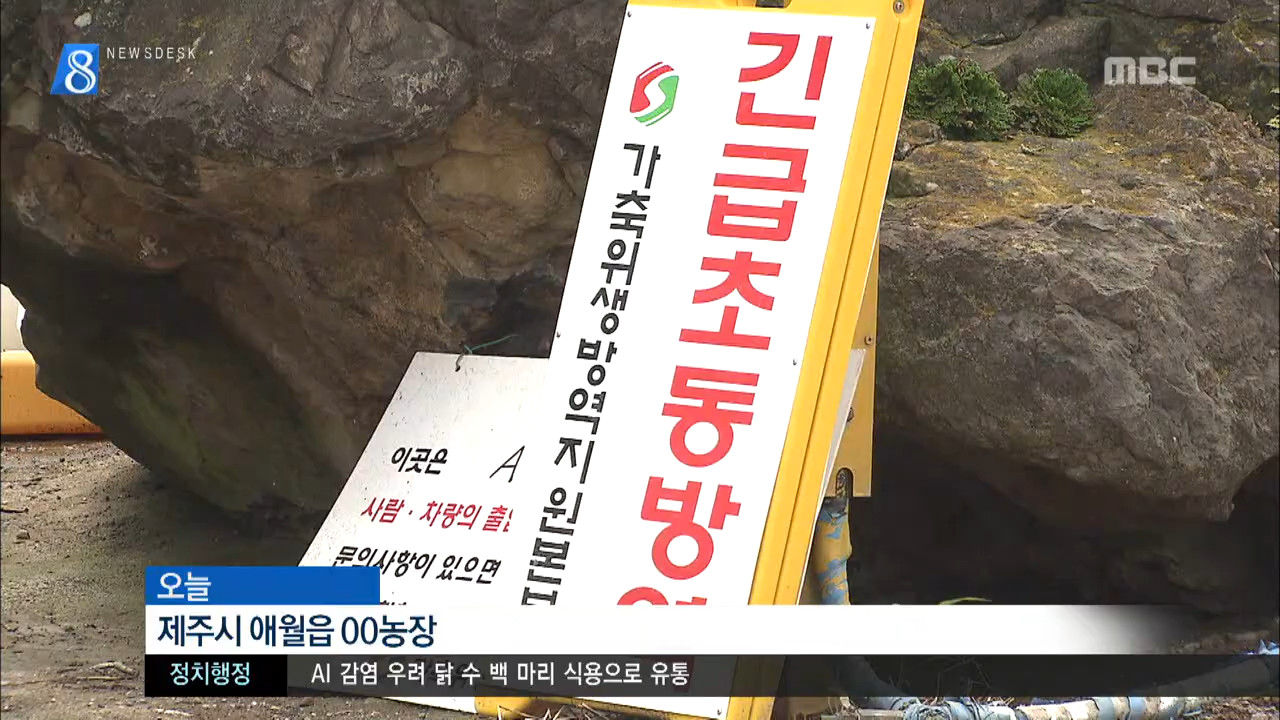 8 NEWSDESK
MBC
긴급초동방역
가축위생방역지원본부
이곳은 A
사람 · 차량의 출입
문의사항이 있으면
오늘
제주시 애월읍 00농장
정치행정 AI 감염 우려 닭 수 백 마리 식용으로 유통